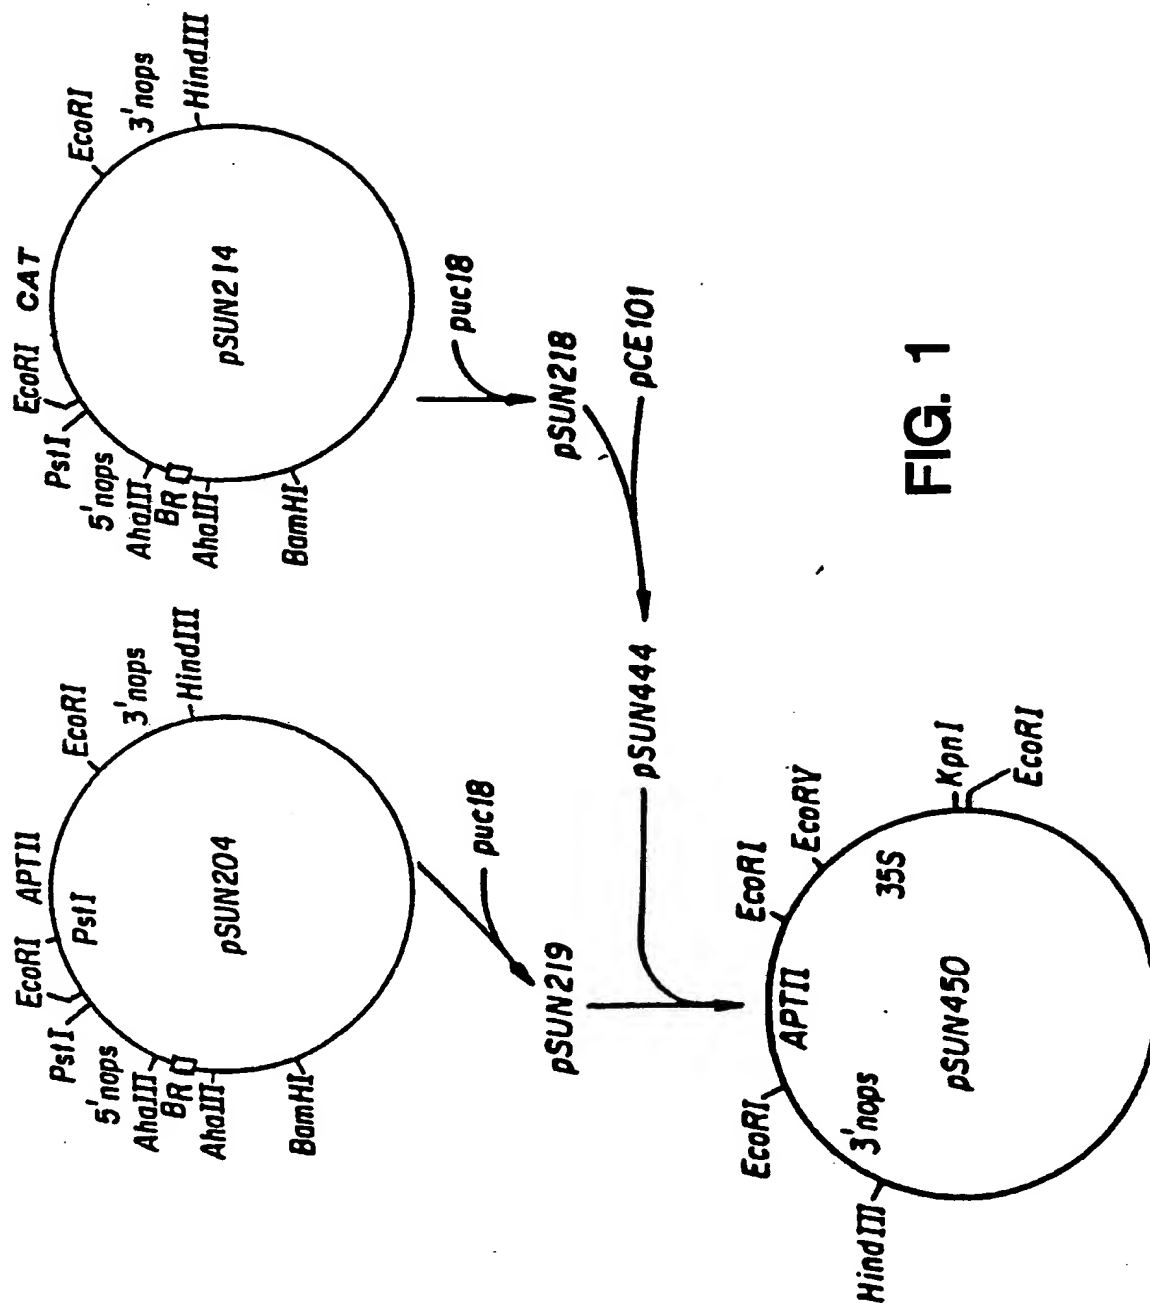 PstI
EcoRI
APTII
PstI
EcoRI
3'nops
HindIII
5'nops
AhaIII
BR
AhaIII
BamHI
pSUN204
PstI
EcoRI
CAT
EcoRI
3'nops
HindIII
5'nops
AhaIII
BR
AhaIII
BamHI
pSUN214
puc18
puc18
pSUN219
pSUN218
pCE101
pSUN444
EcoRI
APTII
EcoRI
EcoRV
35S
KpnI
EcoRI
3'nops
HindIII
pSUN450
FIG. 1